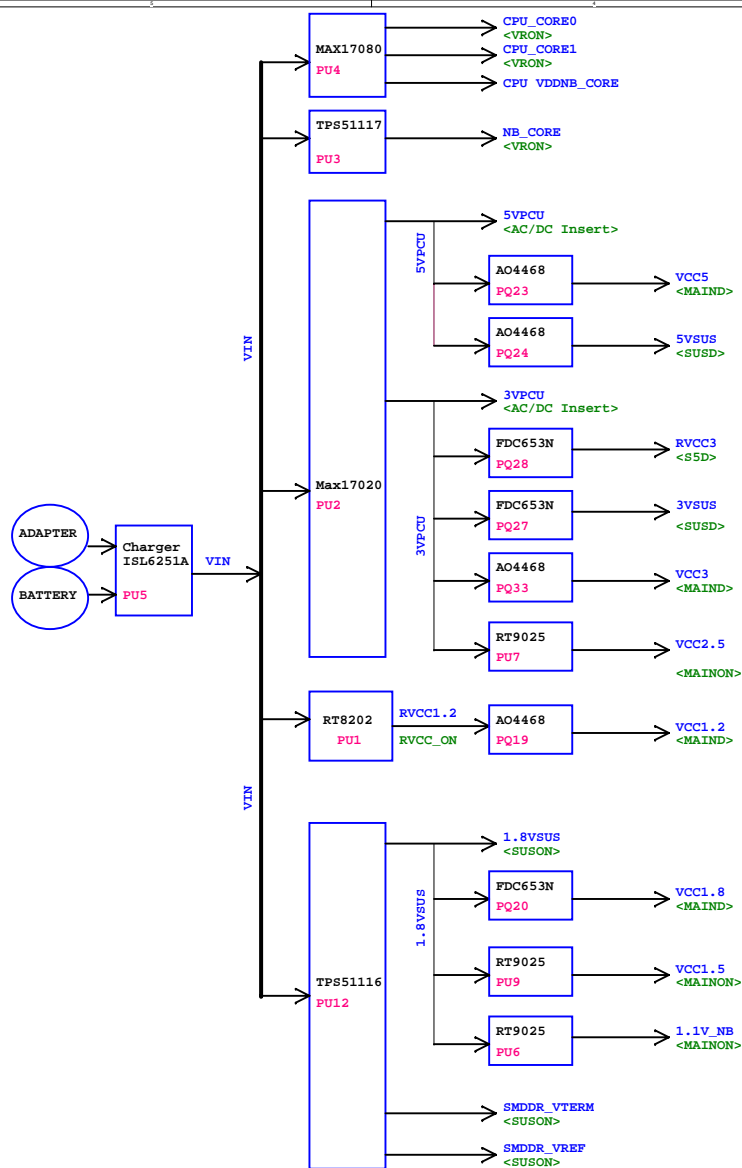 5
4
CPU_CORE0
<VRON>
MAX17080
PU4
CPU_CORE1
<VRON>
CPU VDDNB_CORE
TPS51117
PU3
NB_CORE
<VRON>
5VPCU
<AC/DC Insert>
5VPCU
AO4468
PQ23
VCC5
<MAIND>
AO4468
PQ24
5VSUS
<SUSD>
VIN
3VPCU
<AC/DC Insert>
FDC653N
PQ28
RVCC3
<S5D>
Max17020
PU2
FDC653N
PQ27
3VSUS
<SUSD>
3VPCU
ADAPTER
Charger
ISL6251A
PU5
VIN
BATTERY
AO4468
PQ33
VCC3
<MAIND>
RT9025
PU7
VCC2.5
<MAINON>
RT8202
PU1
RVCC1.2
RVCC_ON
AO4468
PQ19
VCC1.2
<MAIND>
VIN
1.8VSUS
<SUSON>
1.8VSUS
FDC653N
PQ20
VCC1.8
<MAIND>
TPS51116
PU12
RT9025
PU9
VCC1.5
<MAINON>
RT9025
PU6
1.1V_NB
<MAINON>
SMDDR_VTERM
<SUSON>
SMDDR_VREF
<SUSON>